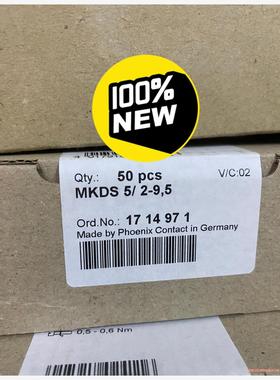 100%
NEW
Qty.: 50 pcs V/C:02
MKDS 5/ 2-9,5
Ord.No.: 17 14 97 1
Made by Phoenix Contact in Germany
0,5 - 0,6 Nm